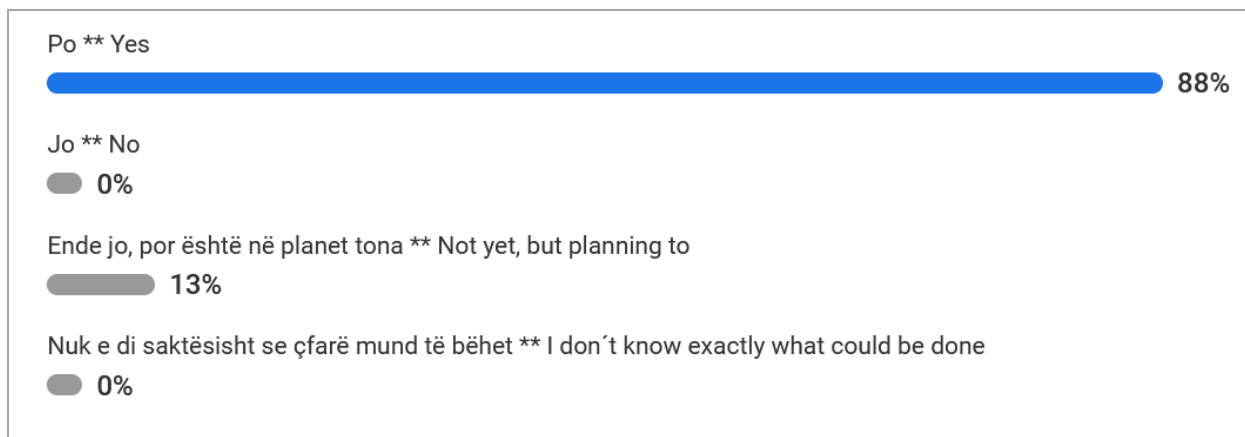 Po ** Yes
88%
Jo ** No
0%
Ende jo, por është në planet tona ** Not yet, but planning to
13%
Nuk e di saktësisht se çfarë mund të bëhet ** I don´t know exactly what could be done
0%